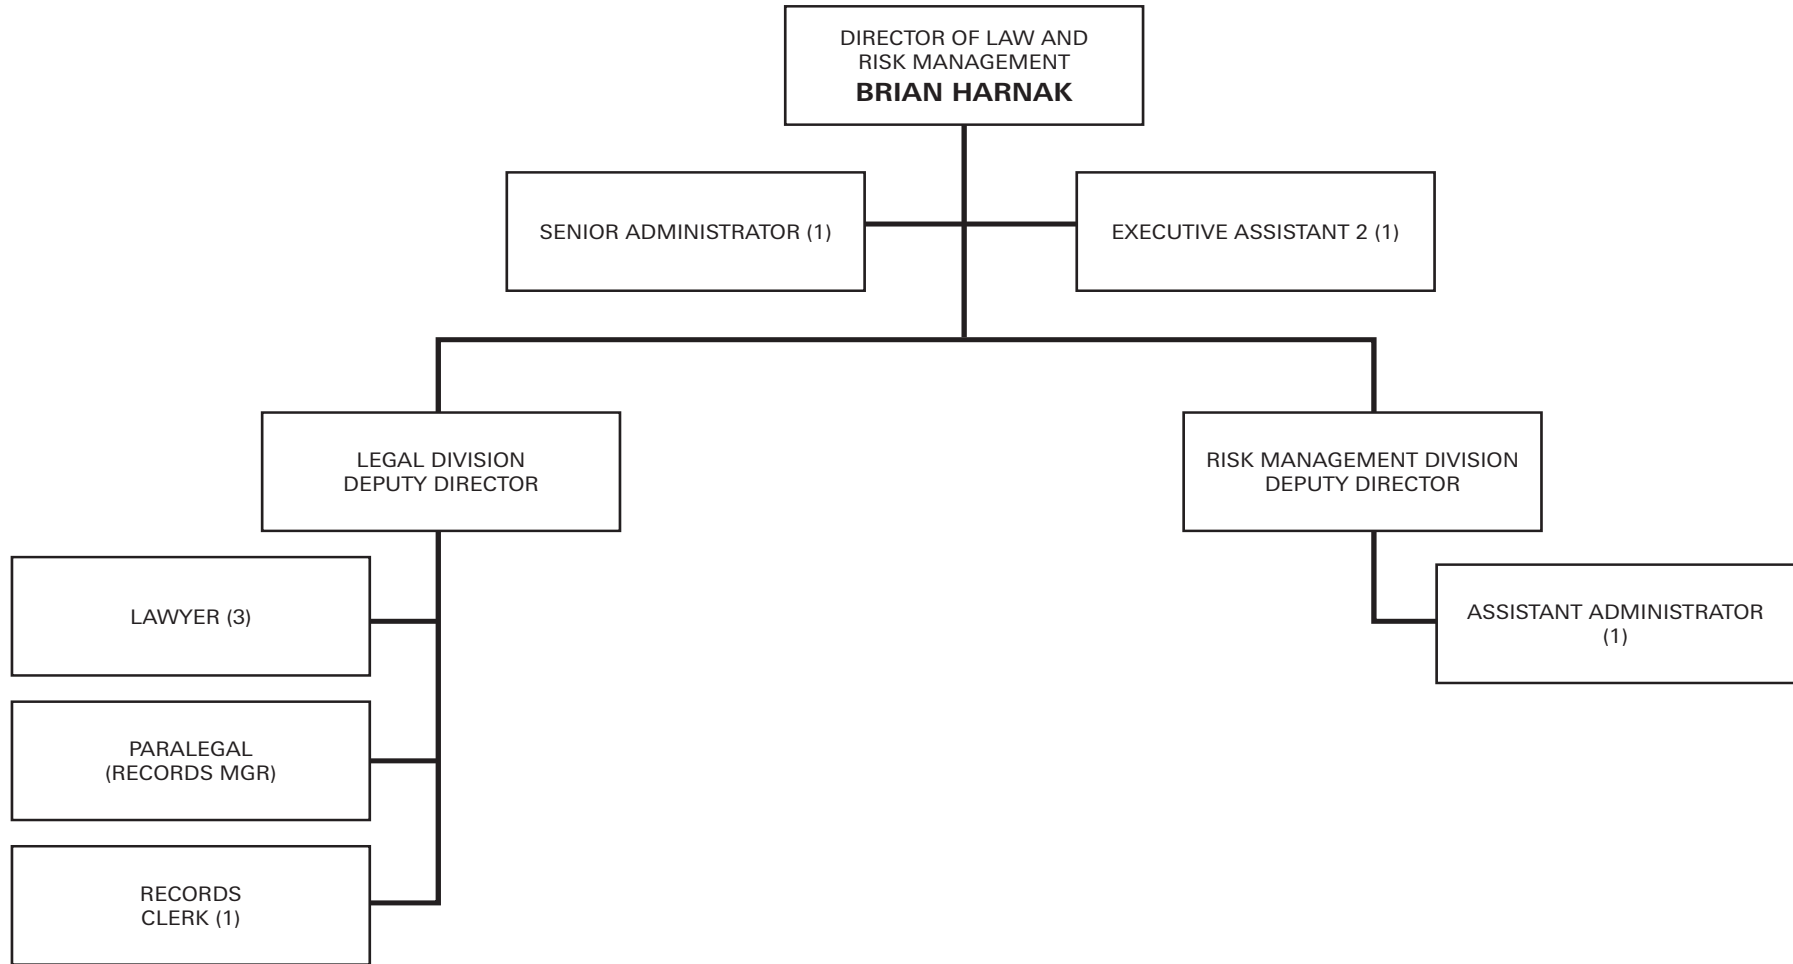 DIRECTOR OF LAW AND
RISK MANAGEMENT
BRIAN HARNAK
SENIOR ADMINISTRATOR (1)
EXECUTIVE ASSISTANT 2 (1)
LEGAL DIVISION
DEPUTY DIRECTOR
RISK MANAGEMENT DIVISION
DEPUTY DIRECTOR
LAWYER (3)
ASSISTANT ADMINISTRATOR
(1)
PARALEGAL
(RECORDS MGR)
RECORDS
CLERK (1)